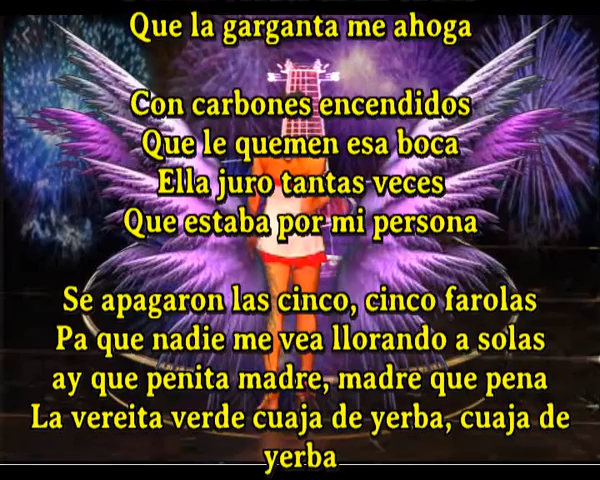 Que la garganta me ahoga
Con carbones encendidos
Que le quemen esa boca
Ella juro tantas veces
Que estaba por mi persona
Se apagaron las cinco, cinco farolas
Pa que nadie me vea llorando a solas
ay que penita madre, madre que pena
La vereita verde cuaja de yerba, cuaja de
yerba